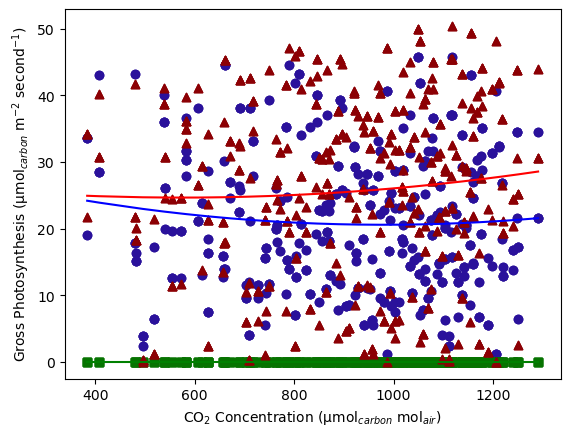 50
40
30
20
10
0
Gross Photosynthesis (μmol_carbon m⁻² second⁻¹)
400 600 800 1000 1200
CO₂ Concentration (μmol_carbon mol_air)